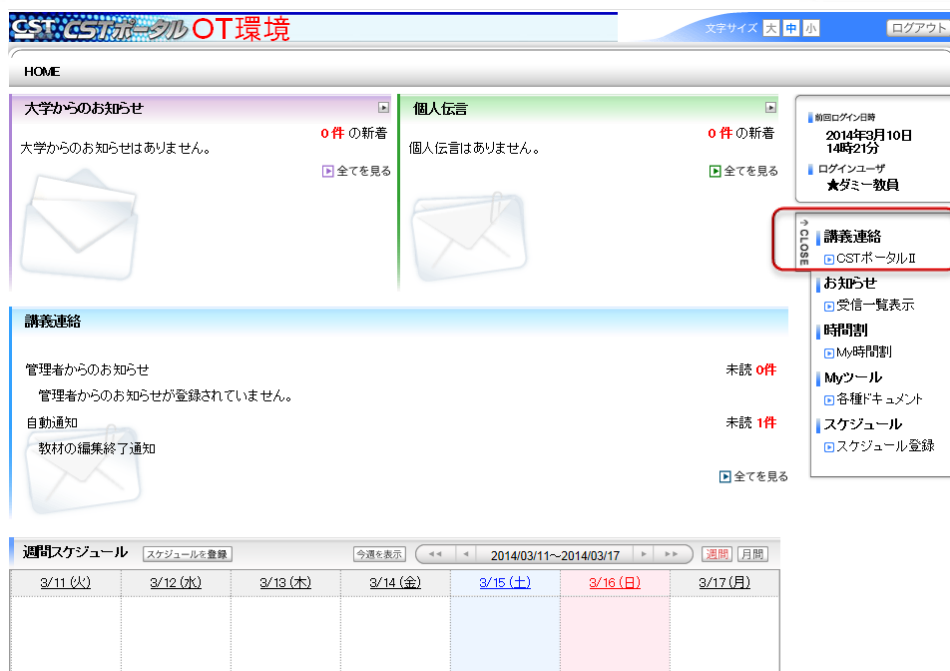 CST CSTポータル OT環境
文字サイズ 大 中 小 ログアウト
HOME
大学からのお知らせ
0件 の新着
大学からのお知らせはありません。
全てを見る
個人伝言
0件 の新着
個人伝言はありません。
全てを見る
前回ログイン日時
2014年3月10日
14時21分
ログインユーザ
★ダミー教員
↑CLOSE
講義連絡
CSTポータルⅡ
お知らせ
受信一覧表示
時間割
My時間割
Myツール
各種ドキュメント
スケジュール
スケジュール登録
講義連絡
管理者からのお知らせ 未読 0件
管理者からのお知らせが登録されていません。
自動通知 未読 1件
教材の編集終了通知
全てを見る
週間スケジュール スケジュールを登録 今週を表示 2014/03/11～2014/03/17 週間 月間
3/11 (火) 3/12 (水) 3/13 (木) 3/14 (金) 3/15 (土) 3/16 (日) 3/17 (月)